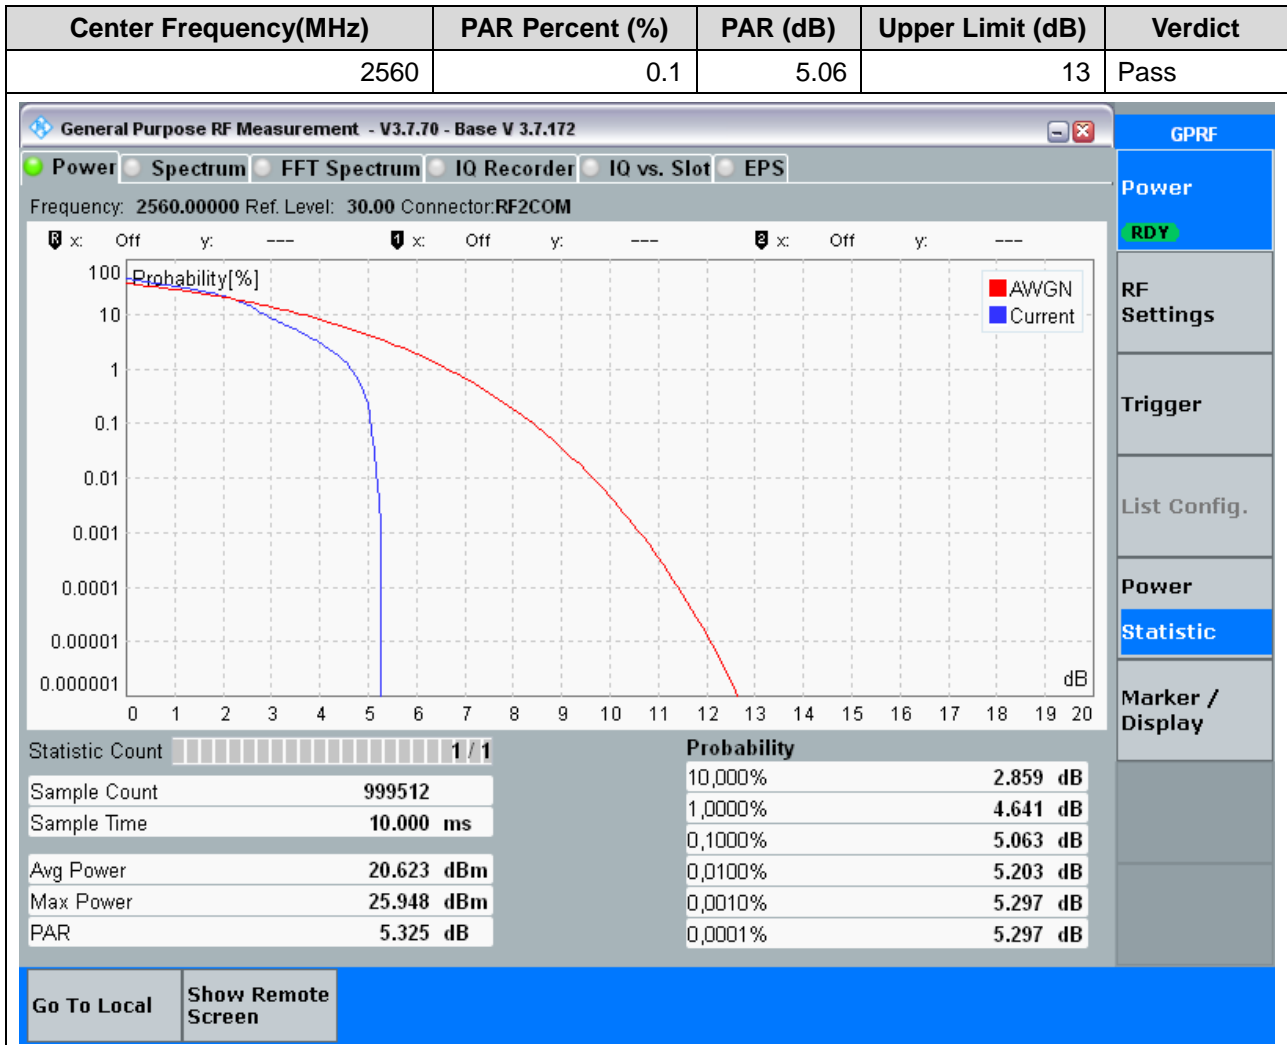 Center Frequency(MHz) PAR Percent (%) PAR (dB) Upper Limit (dB) Verdict
2560 0.1 5.06 13 Pass
General Purpose RF Measurement - V3.7.70 - Base V 3.7.172
GPRF
Power Spectrum FFT Spectrum IQ Recorder IQ vs. Slot EPS
Frequency: 2560.00000 Ref. Level: 30.00 Connector:RF2COM
Power
RDY
R x: Off y: --- 1 x: Off y: --- 2 x: Off y: ---
Probability[%]
100
10
1
0.1
0.01
0.001
0.0001
0.00001
0.000001
AWGN
Current
dB
0 1 2 3 4 5 6 7 8 9 10 11 12 13 14 15 16 17 18 19 20
RF
Settings
Trigger
List Config.
Power
Statistic
Marker /
Display
Statistic Count 1 / 1
Sample Count 999512
Sample Time 10.000 ms
Avg Power 20.623 dBm
Max Power 25.948 dBm
PAR 5.325 dB
Probability
10,000% 2.859 dB
1,0000% 4.641 dB
0,1000% 5.063 dB
0,0100% 5.203 dB
0,0010% 5.297 dB
0,0001% 5.297 dB
Go To Local
Show Remote
Screen